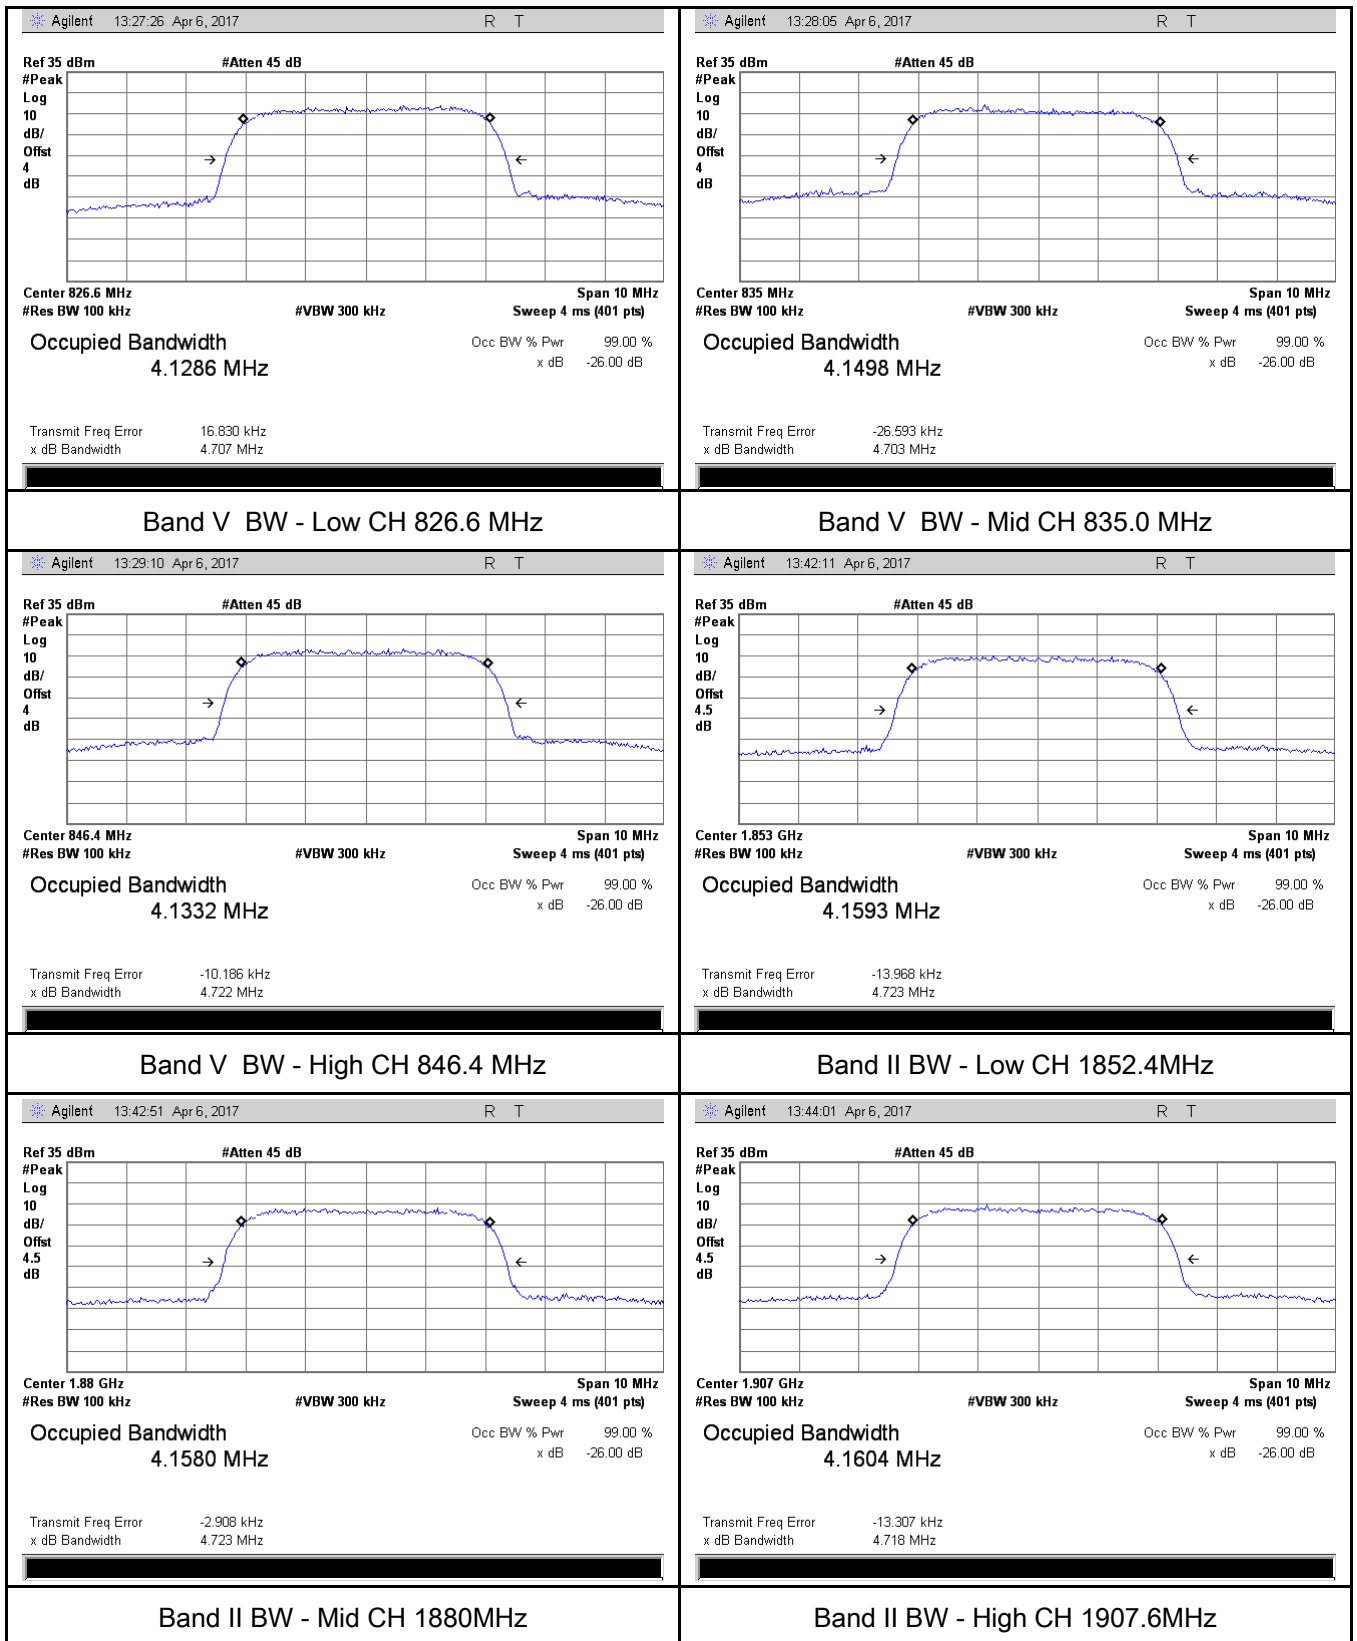 Agilent 13:27:26 Apr 6, 2017 R T
Ref 35 dBm #Atten 45 dB
#Peak
Log
10
dB/
Offst
4
dB
Center 826.6 MHz Span 10 MHz
#Res BW 100 kHz #VBW 300 kHz Sweep 4 ms (401 pts)
Occupied Bandwidth Occ BW % Pwr 99.00 %
4.1286 MHz x dB -26.00 dB
Transmit Freq Error 16.830 kHz
x dB Bandwidth 4.707 MHz
Band V BW - Low CH 826.6 MHz
Agilent 13:28:05 Apr 6, 2017 R T
Ref 35 dBm #Atten 45 dB
#Peak
Log
10
dB/
Offst
4
dB
Center 835 MHz Span 10 MHz
#Res BW 100 kHz #VBW 300 kHz Sweep 4 ms (401 pts)
Occupied Bandwidth Occ BW % Pwr 99.00 %
4.1498 MHz x dB -26.00 dB
Transmit Freq Error -26.593 kHz
x dB Bandwidth 4.703 MHz
Band V BW - Mid CH 835.0 MHz
Agilent 13:29:10 Apr 6, 2017 R T
Ref 35 dBm #Atten 45 dB
#Peak
Log
10
dB/
Offst
4
dB
Center 846.4 MHz Span 10 MHz
#Res BW 100 kHz #VBW 300 kHz Sweep 4 ms (401 pts)
Occupied Bandwidth Occ BW % Pwr 99.00 %
4.1332 MHz x dB -26.00 dB
Transmit Freq Error -10.186 kHz
x dB Bandwidth 4.722 MHz
Band V BW - High CH 846.4 MHz
Agilent 13:42:11 Apr 6, 2017 R T
Ref 35 dBm #Atten 45 dB
#Peak
Log
10
dB/
Offst
4.5
dB
Center 1.853 GHz Span 10 MHz
#Res BW 100 kHz #VBW 300 kHz Sweep 4 ms (401 pts)
Occupied Bandwidth Occ BW % Pwr 99.00 %
4.1593 MHz x dB -26.00 dB
Transmit Freq Error -13.968 kHz
x dB Bandwidth 4.723 MHz
Band II BW - Low CH 1852.4MHz
Agilent 13:42:51 Apr 6, 2017 R T
Ref 35 dBm #Atten 45 dB
#Peak
Log
10
dB/
Offst
4.5
dB
Center 1.88 GHz Span 10 MHz
#Res BW 100 kHz #VBW 300 kHz Sweep 4 ms (401 pts)
Occupied Bandwidth Occ BW % Pwr 99.00 %
4.1580 MHz x dB -26.00 dB
Transmit Freq Error -2.908 kHz
x dB Bandwidth 4.723 MHz
Band II BW - Mid CH 1880MHz
Agilent 13:44:01 Apr 6, 2017 R T
Ref 35 dBm #Atten 45 dB
#Peak
Log
10
dB/
Offst
4.5
dB
Center 1.907 GHz Span 10 MHz
#Res BW 100 kHz #VBW 300 kHz Sweep 4 ms (401 pts)
Occupied Bandwidth Occ BW % Pwr 99.00 %
4.1604 MHz x dB -26.00 dB
Transmit Freq Error -13.307 kHz
x dB Bandwidth 4.718 MHz
Band II BW - High CH 1907.6MHz